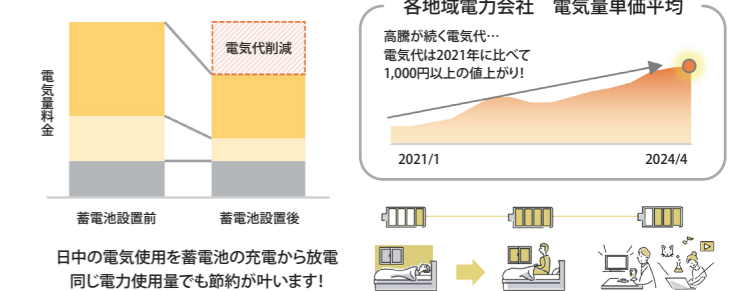 電気代削減
電気量料金
蓄電池設置前
蓄電池設置後
日中の電気使用を蓄電池の充電から放電
同じ電力使用量でも節約が叶います！
各地域電力会社　電気量単価平均
高騰が続く電気代…
電気代は2021年に比べて
1,000円以上の値上がり！
2021/1
2024/4